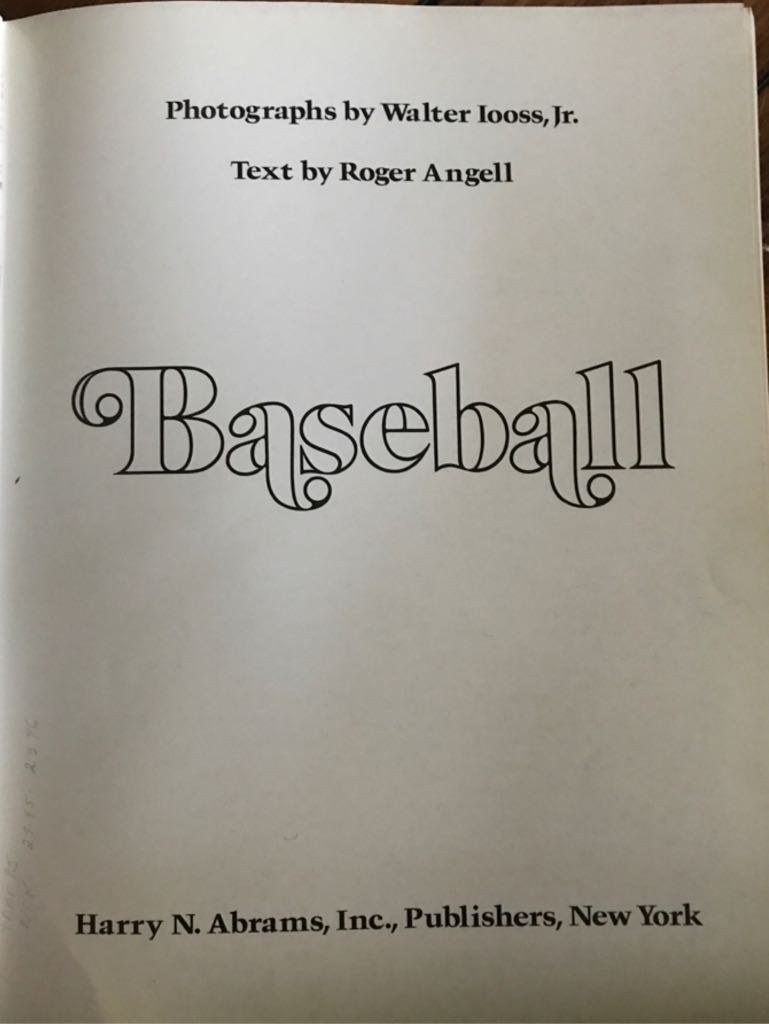 Photographs by Walter Iooss, Jr.
Text by Roger Angell
Baseball
Harry N. Abrams, Inc., Publishers, New York